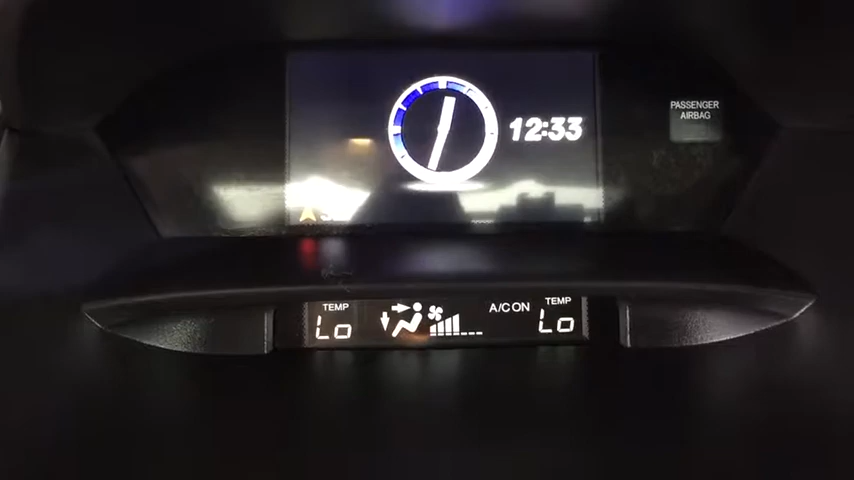 12:33
PASSENGER
AIRBAG
TEMP
Lo
A/C ON
TEMP
Lo